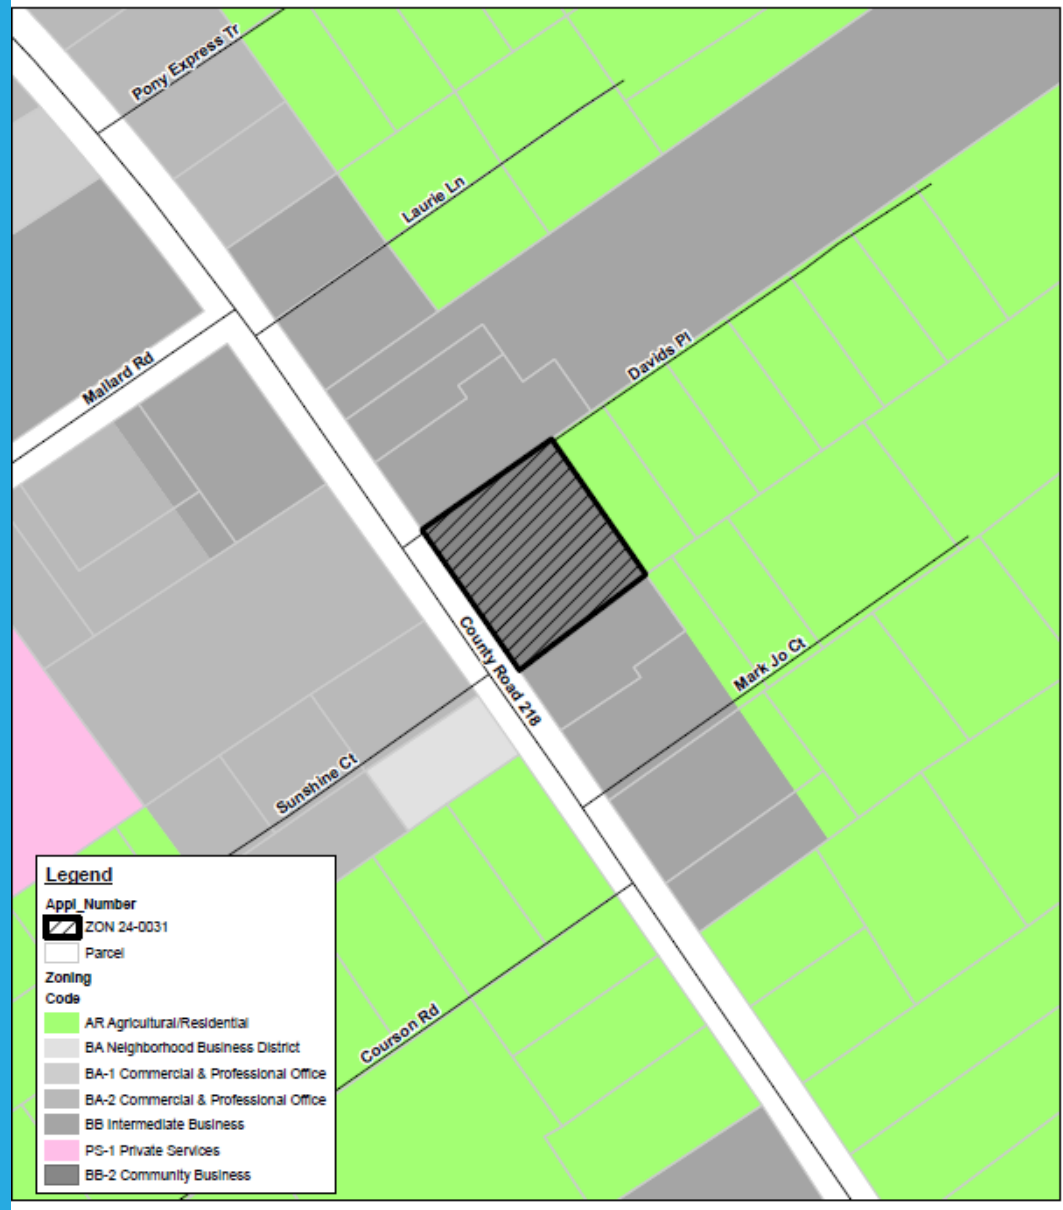 Pony Express Tr
Laurie Ln
Mallard Rd
Davids Pl
County Road 218
Mark Jo Ct
Sunshine Ct
Courson Rd
Legend
Appl_Number
ZON 24-0031
Parcel
Zoning
Code
AR Agricultural/Residential
BA Neighborhood Business District
BA-1 Commercial & Professional Office
BA-2 Commercial & Professional Office
BB Intermediate Business
PS-1 Private Services
BB-2 Community Business